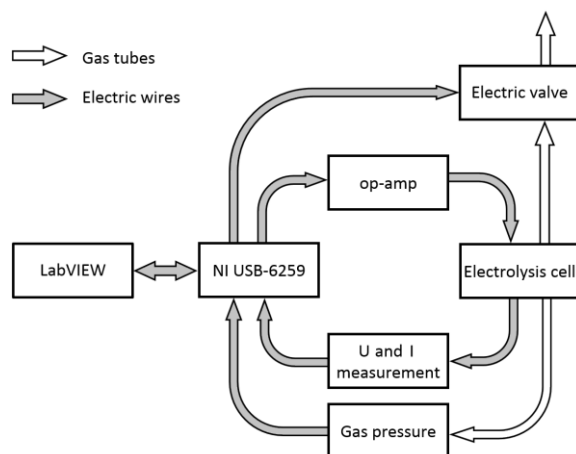 Gas tubes
Electric wires
Electric valve
op-amp
LabVIEW
NI USB-6259
Electrolysis cell
U and I
measurement
Gas pressure